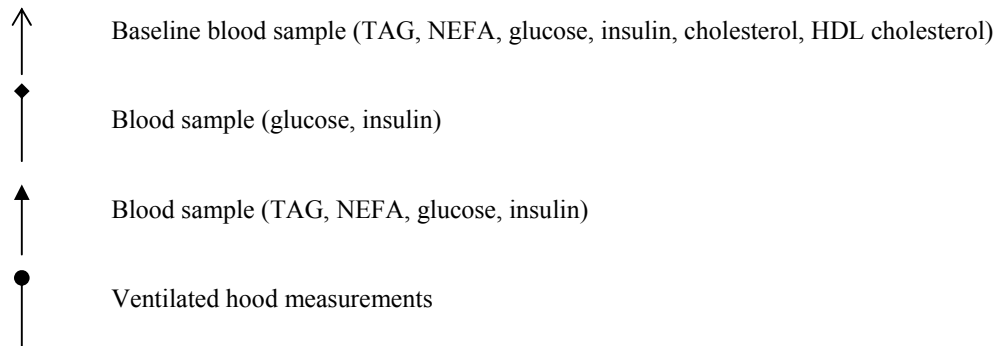 Baseline blood sample (TAG, NEFA, glucose, insulin, cholesterol, HDL cholesterol)
Blood sample (glucose, insulin)
Blood sample (TAG, NEFA, glucose, insulin)
Ventilated hood measurements